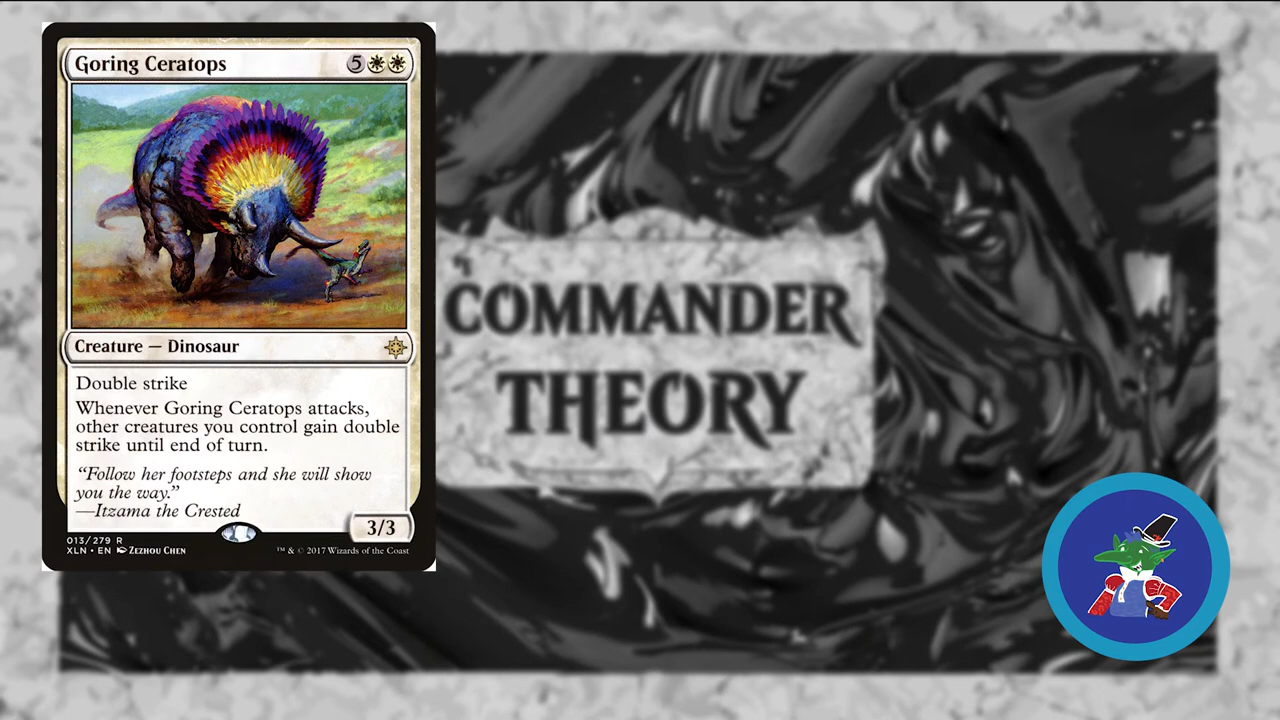 Goring Ceratops 5
Creature — Dinosaur
Double strike
Whenever Goring Ceratops attacks,
other creatures you control gain double
strike until end of turn.
“Follow her footsteps and she will show
you the way.”
—Itzama the Crested
3/3
013/279 R
XLN • EN Zezhou Chen
™ & © 2017 Wizards of the Coast
COMMANDER
THEORY